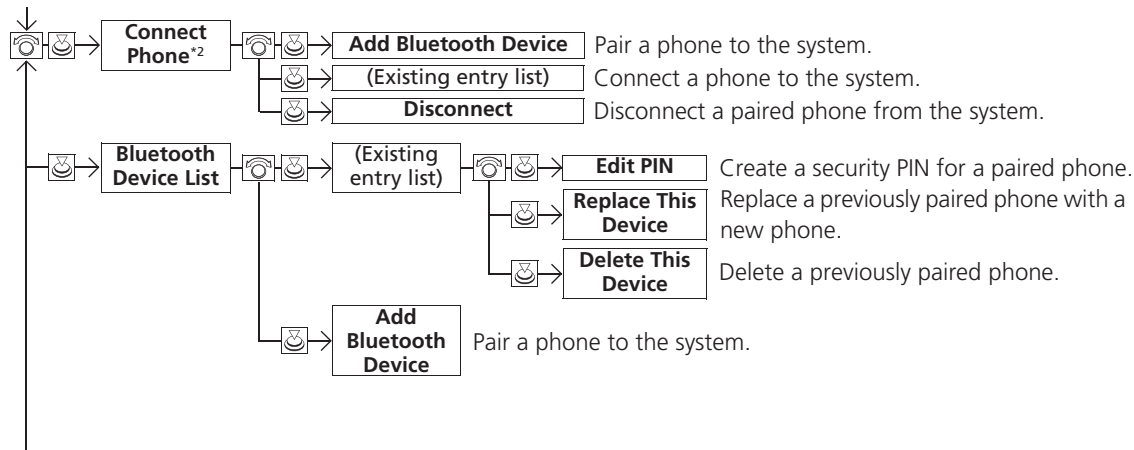 Connect
Phone*2
Add Bluetooth Device
Pair a phone to the system.
(Existing entry list)
Connect a phone to the system.
Disconnect
Disconnect a paired phone from the system.
Bluetooth
Device List
(Existing
entry list)
Edit PIN
Create a security PIN for a paired phone.
Replace This
Device
Replace a previously paired phone with a
new phone.
Delete This
Device
Delete a previously paired phone.
Add
Bluetooth
Device
Pair a phone to the system.